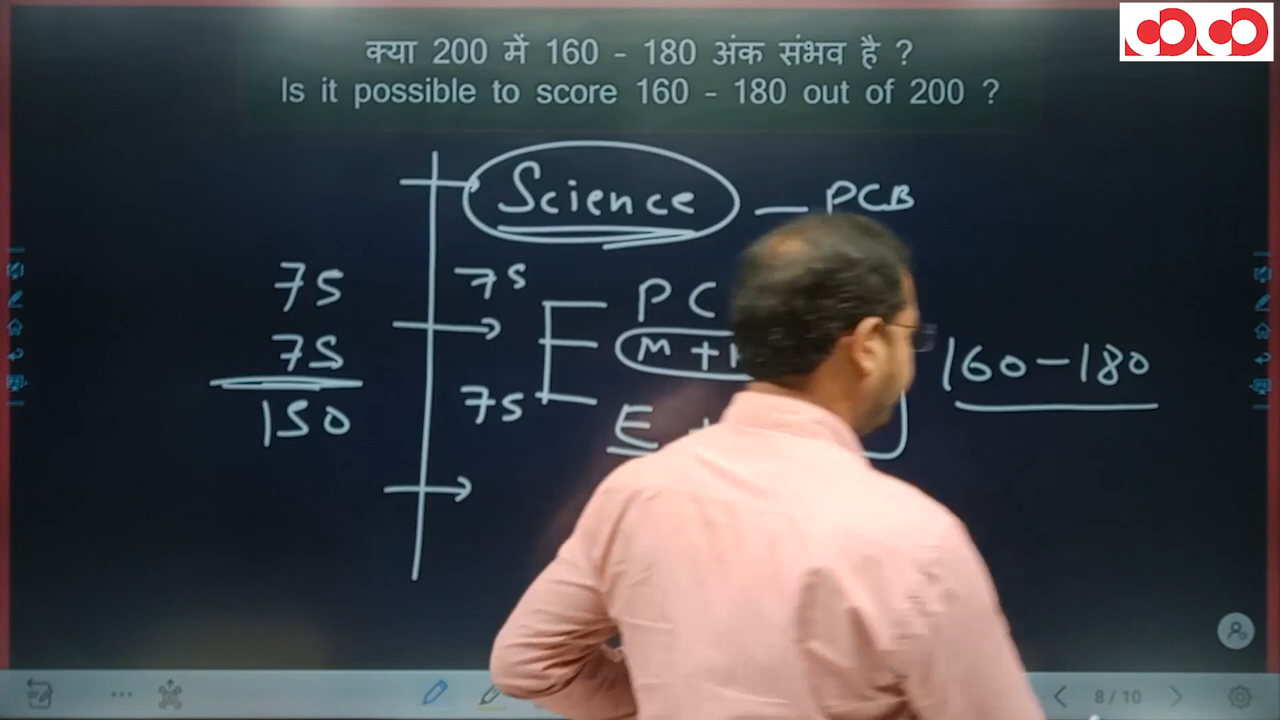 क्या 200 में 160 - 180 अंक संभव है ?
Is it possible to score 160 - 180 out of 200 ?
Science — PCB
75
75
150
75
75
P C
M +
E
160-180
8 / 10